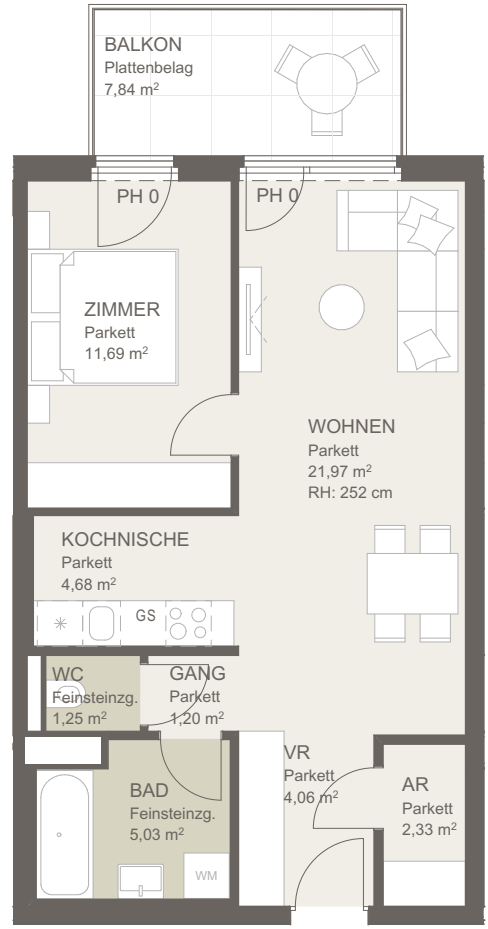 BALKON
Plattenbelag
7,84 m²
PH 0
PH 0
ZIMMER
Parkett
11,69 m²
WOHNEN
Parkett
21,97 m²
RH: 252 cm
KOCHNISCHE
Parkett
4,68 m²
GS
WC
Feinsteinzg.
1,25 m²
GANG
Parkett
1,20 m²
VR
Parkett
4,06 m²
BAD
Feinsteinzg.
5,03 m²
AR
Parkett
2,33 m²
WM